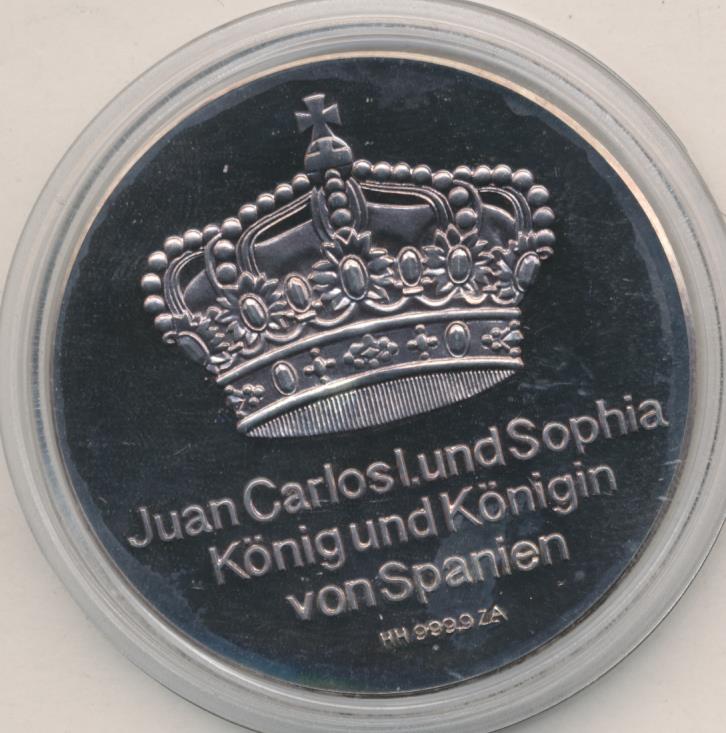 Juan Carlos I. und Sophia
König und Königin
von Spanien
HH 999.9 ZA